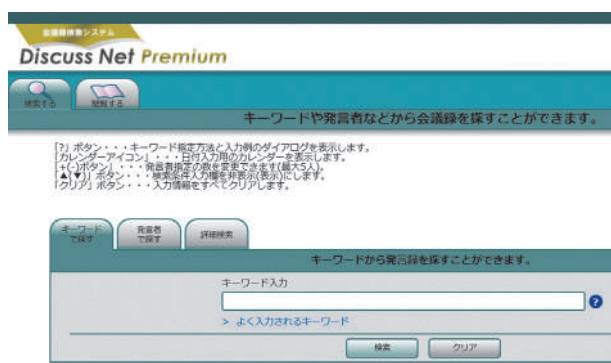 会議録検索システム
Discuss Net Premium
検索する 閲覧する
キーワードや発言者などから会議録を探すことができます。
「?」ボタン・・・キーワード指定方法と入力例のダイアログを表示します。
「カレンダーアイコン」・・・日付入力用のカレンダーを表示します。
「+(-)ボタン」・・・発言者指定の数を変更できます(最大5人)。
「▲(▼)」ボタン・・・検索条件入力欄を非表示(表示)にします。
「クリア」ボタン・・・入力情報をすべてクリアします。
キーワードで探す 発言者で探す 詳細検索
キーワードから発言録を探すことができます。
キーワード入力
?
> よく入力されるキーワード
検索 クリア